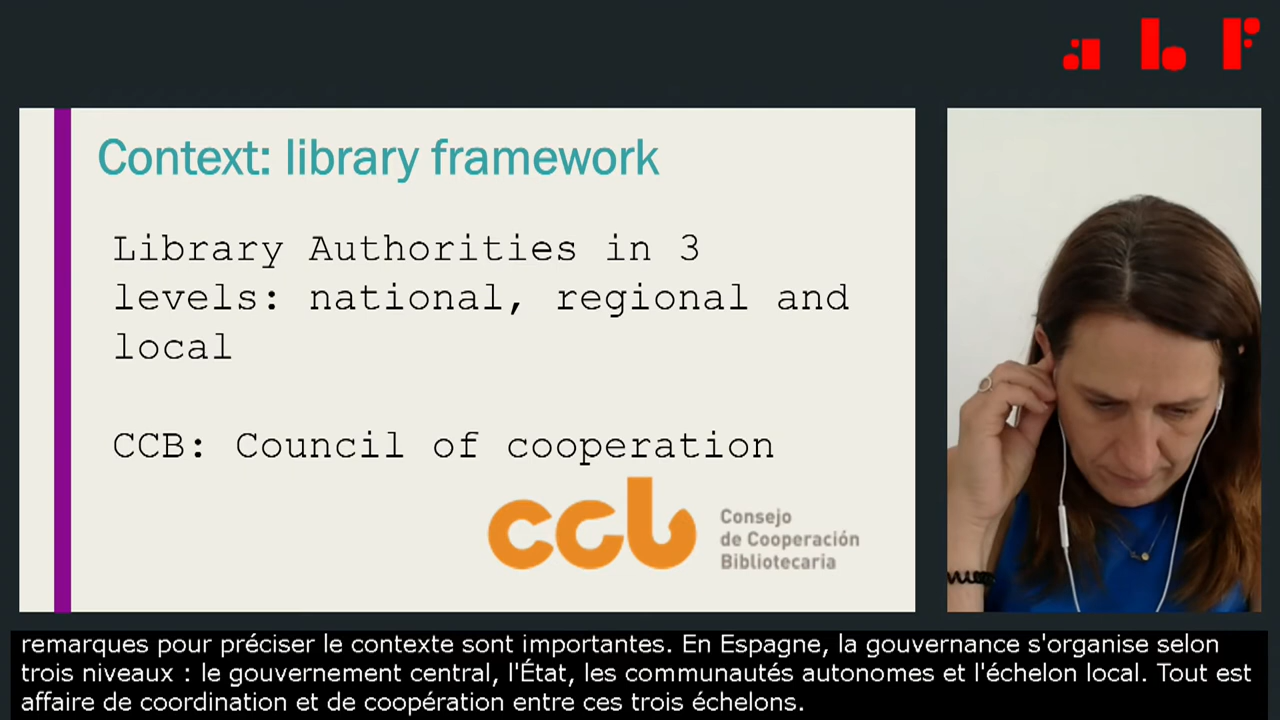 abf
Context: library framework
Library Authorities in 3
levels: national, regional and
local
CCB: Council of cooperation
ccb
Consejo
de Cooperación
Bibliotecaria
remarques pour préciser le contexte sont importantes. En Espagne, la gouvernance s'organise selon
trois niveaux : le gouvernement central, l'État, les communautés autonomes et l'échelon local. Tout est
affaire de coordination et de coopération entre ces trois échelons.